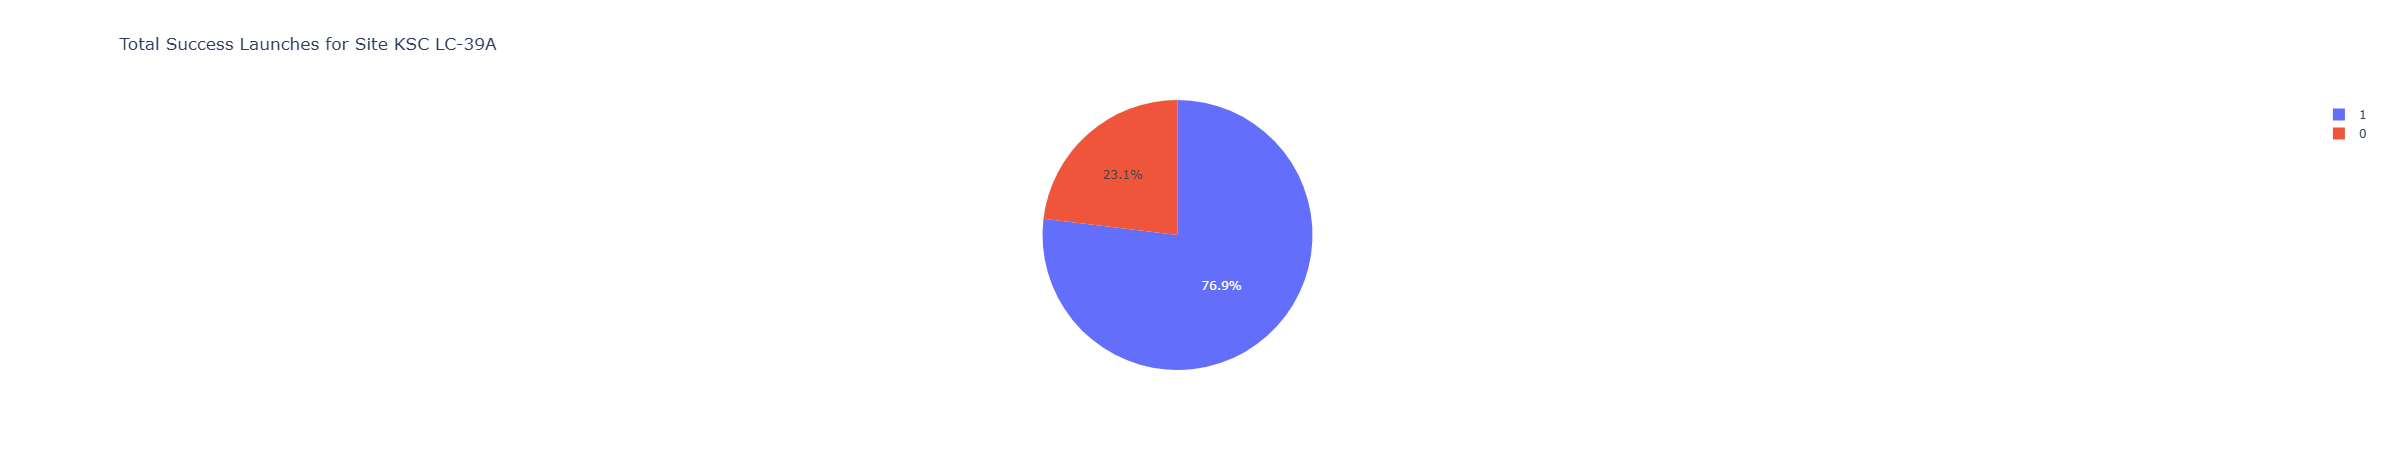 Total Success Launches for Site KSC LC-39A
1
0
23.1%
76.9%